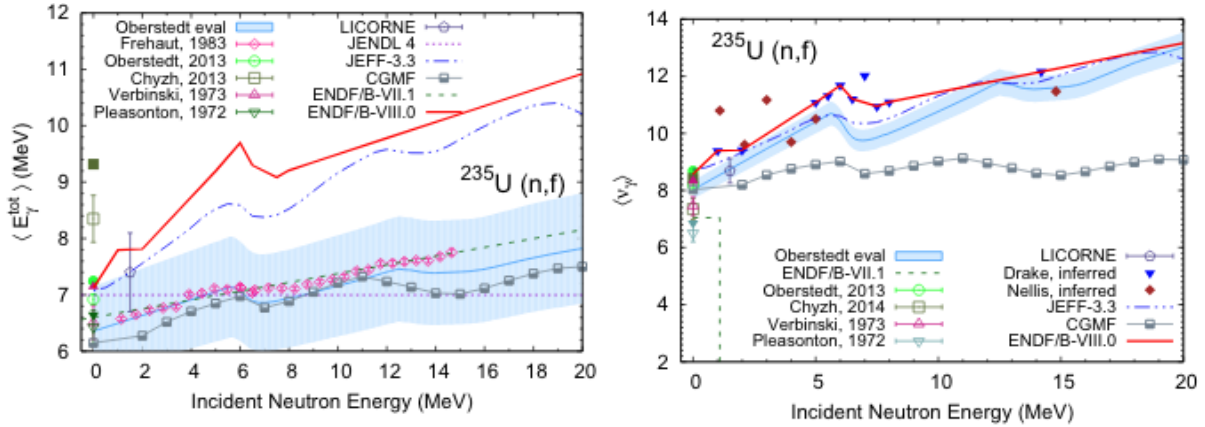 ⟨ E_γ^tot ⟩ (MeV)
11
10
9
8
7
6
Oberstedt eval
Frehaut, 1983
Oberstedt, 2013
Chyzh, 2013
Verbinski, 1973
Pleasonton, 1972
LICORNE
JENDL 4
JEFF-3.3
CGMF
ENDF/B-VII.1
ENDF/B-VIII.0
²³⁵U (n,f)
0 2 4 6 8 10 12 14 16 18 20
Incident Neutron Energy (MeV)
⟨ν_γ⟩
14
12
10
8
6
4
2
²³⁵U (n,f)
Oberstedt eval
ENDF/B-VII.1
Oberstedt, 2013
Chyzh, 2014
Verbinski, 1973
Pleasonton, 1972
LICORNE
Drake, inferred
Nellis, inferred
JEFF-3.3
CGMF
ENDF/B-VIII.0
0 5 10 15 20
Incident Neutron Energy (MeV)